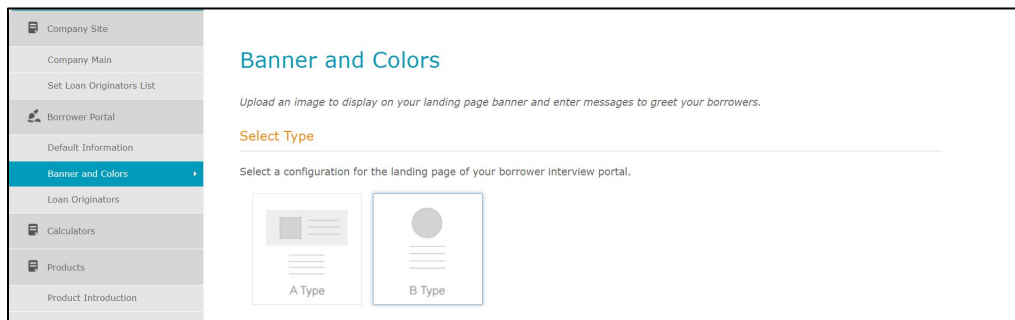 Company Site
Company Main
Set Loan Originators List
Borrower Portal
Default Information
Banner and Colors
Loan Originators
Calculators
Products
Product Introduction
Banner and Colors
Upload an image to display on your landing page banner and enter messages to greet your borrowers.
Select Type
Select a configuration for the landing page of your borrower interview portal.
A Type
B Type